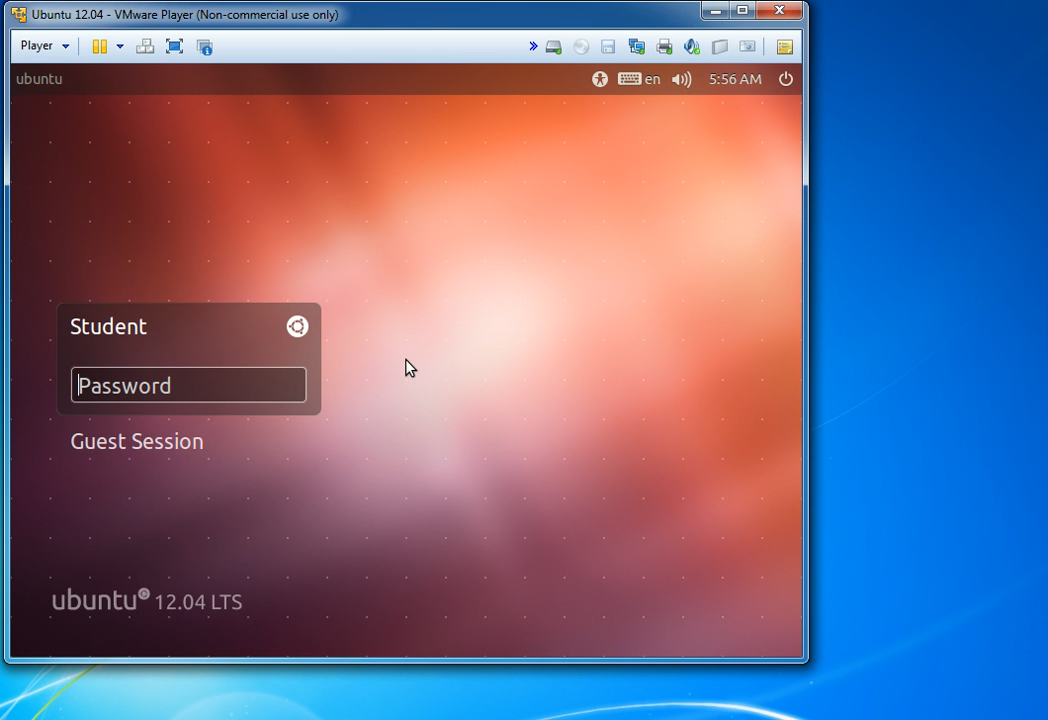 Ubuntu 12.04 - VMware Player (Non-commercial use only)
Player
ubuntu
en
5:56 AM
Student
Password
Guest Session
ubuntu 12.04 LTS